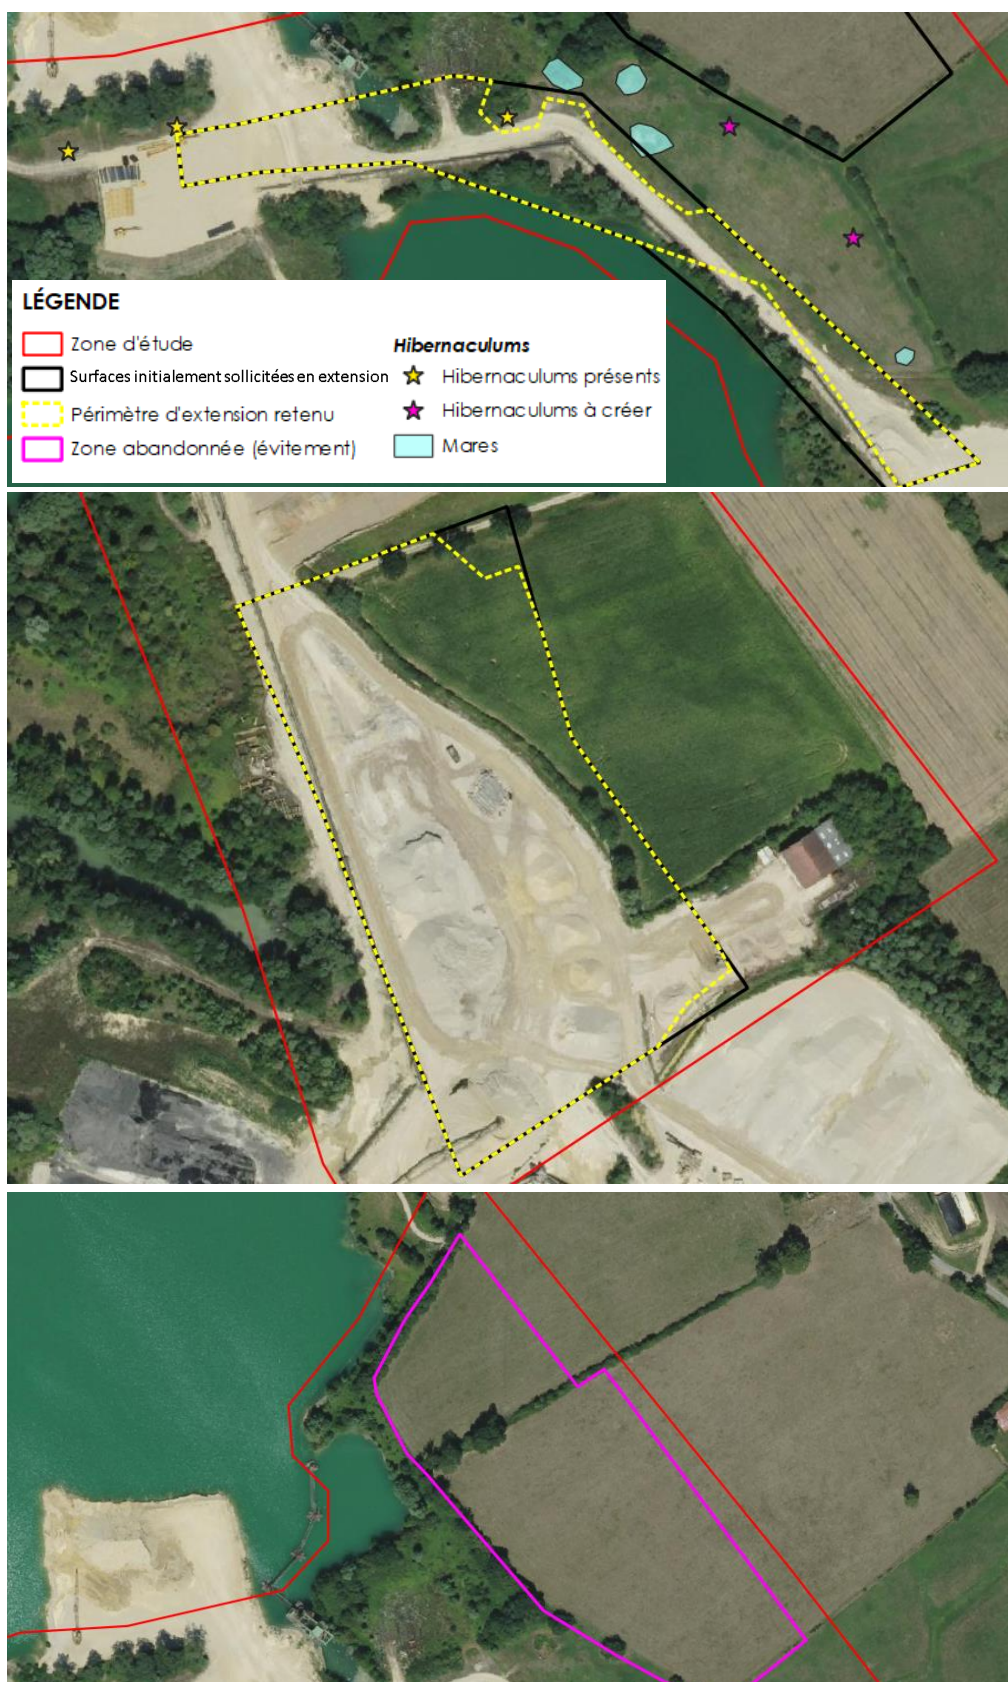 LÉGENDE
Zone d'étude
Surfaces initialement sollicitées en extension
Périmètre d'extension retenu
Zone abandonnée (évitement)
Hibernaculums
Hibernaculums présents
Hibernaculums à créer
Mares